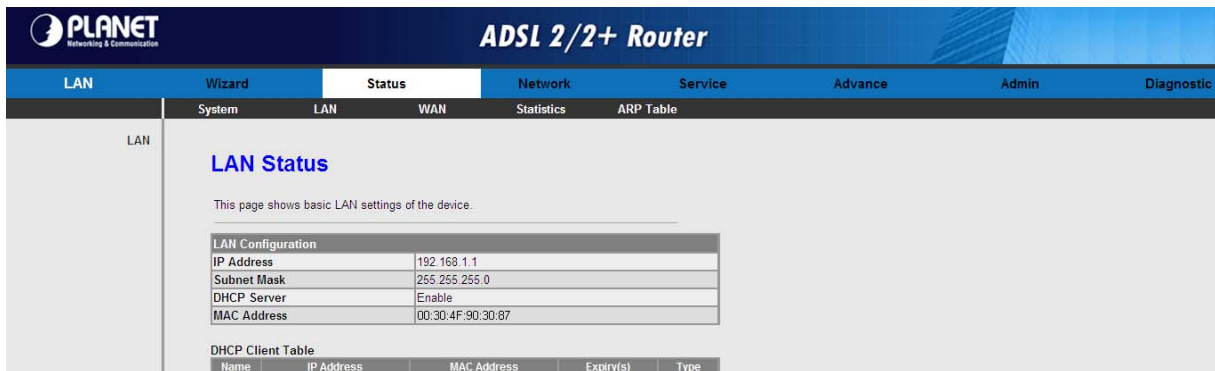 PLANET
Networking & Communication
ADSL 2/2+ Router
LAN Wizard Status Network Service Advance Admin Diagnostic
System LAN WAN Statistics ARP Table
LAN
LAN Status
This page shows basic LAN settings of the device.
LAN Configuration
IP Address 192.168.1.1
Subnet Mask 255.255.255.0
DHCP Server Enable
MAC Address 00:30:4F:90:30:87
DHCP Client Table
Name IP Address MAC Address Expiry(s) Type